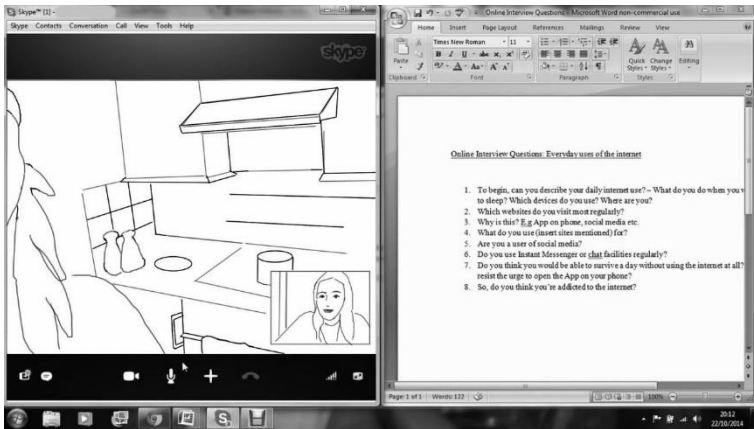 Skype™ [1] -
Skype Contacts Conversation Call View Tools Help
skype
Online Interview Questions - Microsoft Word non-commercial use
Home Insert Page Layout References Mailings Review View
Times New Roman 11
Paste
Quick Styles Change Styles Editing
Clipboard Font Paragraph Styles
Online Interview Questions: Everyday uses of the internet
1. To begin, can you describe your daily internet use? – What do you do when you
to sleep? Which devices do you use? Where are you?
2. Which websites do you visit most regularly?
3. Why is this? E.g App on phone, social media etc.
4. What do you use (insert sites mentioned) for?
5. Are you a user of social media?
6. Do you use Instant Messenger or chat facilities regularly?
7. Do you think you would be able to survive a day without using the internet at all?
resist the urge to open the App on your phone?
8. So, do you think you're addicted to the internet?
Page: 1 of 1 Words: 132 100%
20:12
22/10/2014